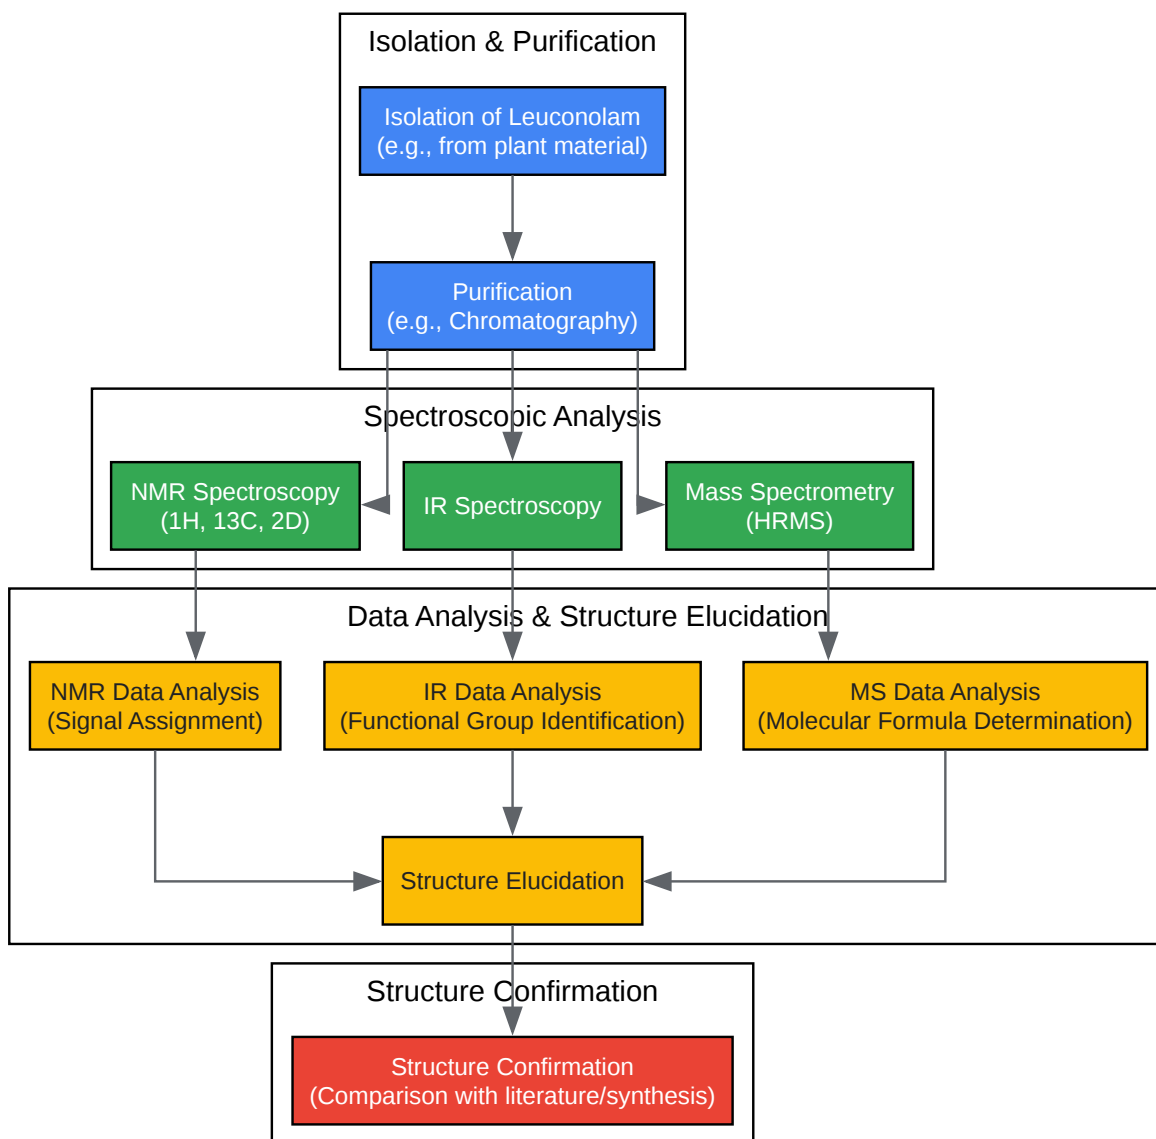 Isolation & Purification
Isolation of Leuconolam
(e.g., from plant material)
Purification
(e.g., Chromatography)
Spectroscopic Analysis
NMR Spectroscopy
(1H, 13C, 2D)
IR Spectroscopy
Mass Spectrometry
(HRMS)
Data Analysis & Structure Elucidation
NMR Data Analysis
(Signal Assignment)
IR Data Analysis
(Functional Group Identification)
MS Data Analysis
(Molecular Formula Determination)
Structure Elucidation
Structure Confirmation
Structure Confirmation
(Comparison with literature/synthesis)